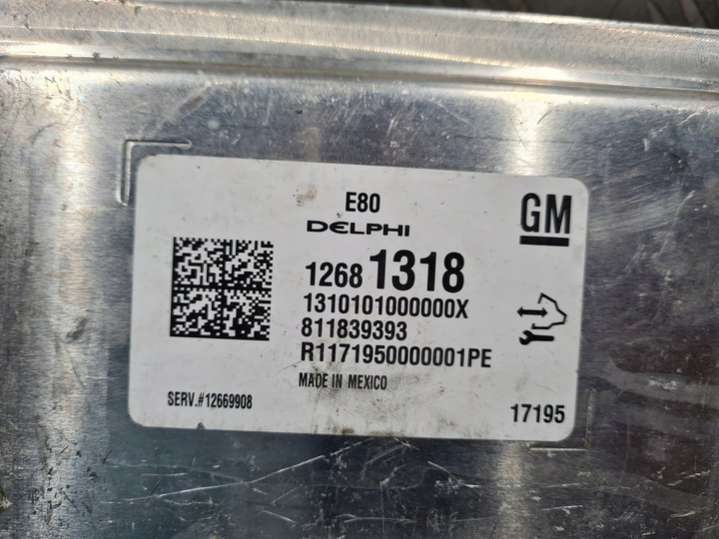 E80
GM
DELPHI
1268 1318
1310101000000X
811839393
R1171950000001PE
MADE IN MEXICO
SERV.#12669908
17195